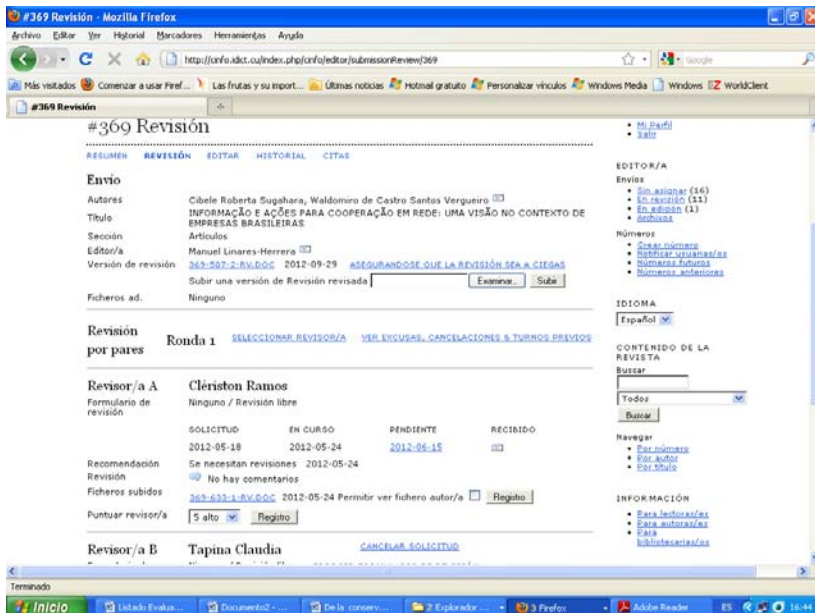 #369 Revisión - Mozilla Firefox
Archivo Editar Ver Historial Marcadores Herramientas Ayuda
http://cinfo.idict.cu/index.php/cinfo/editor/submissionReview/369
Google
Más visitados Comenzar a usar Firef... Las frutas y su import... Últimas noticias Hotmail gratuito Personalizar vínculos Windows Media Windows WorldClient
#369 Revisión
#369 Revisión
RESUMEN REVISIÓN EDITAR HISTORIAL CITAS
Envío
Autores Cibele Roberta Sugahara, Waldomiro de Castro Santos Vergueiro
Título INFORMAÇÃO E AÇÕES PARA COOPERAÇÃO EM REDE: UMA VISÃO NO CONTEXTO DE
EMPRESAS BRASILEIRAS
Sección Artículos
Editor/a Manuel Linares-Herrera
Versión de revisión 369-507-2-RV.DOC 2012-09-29 ASEGURANDOSE QUE LA REVISIÓN SEA A CIEGAS
Subir una versión de Revisión revisada Examinar... Subir
Ficheros ad. Ninguno
Revisión
por pares
Ronda 1 SELECCIONAR REVISOR/A VER EXCUSAS, CANCELACIONES & TURNOS PREVIOS
Revisor/a A Clériston Ramos
Formulario de
revisión
Ninguno / Revisión libre
SOLICITUD EN CURSO PENDIENTE RECIBIDO
2012-05-18 2012-05-24 2012-06-15
Recomendación Se necesitan revisiones 2012-05-24
Revisión No hay comentarios
Ficheros subidos 369-633-1-RV.DOC 2012-05-24 Permitir ver fichero autor/a Registro
Puntuar revisor/a 5 alto Registro
Revisor/a B Tapina Claudia CANCELAR SOLICITUD
Mi Perfil
Salir
EDITOR/A
Envíos
Sin asignar (16)
En revisión (11)
En edición (1)
Archivos
Números
Crear número
Notificar usuarias/os
Números futuros
Números anteriores
IDIOMA
Español
CONTENIDO DE LA
REVISTA
Buscar
Todos
Buscar
Navegar
Por número
Por autor
Por título
INFORMACIÓN
Para lectoras/es
Para autoras/es
Para
bibliotecarias/os
Terminado
Inicio Listado Evalua... Documento2 - ... De la conserv... 2 Explorador ... 3 Firefox Adobe Reader ES 16:44